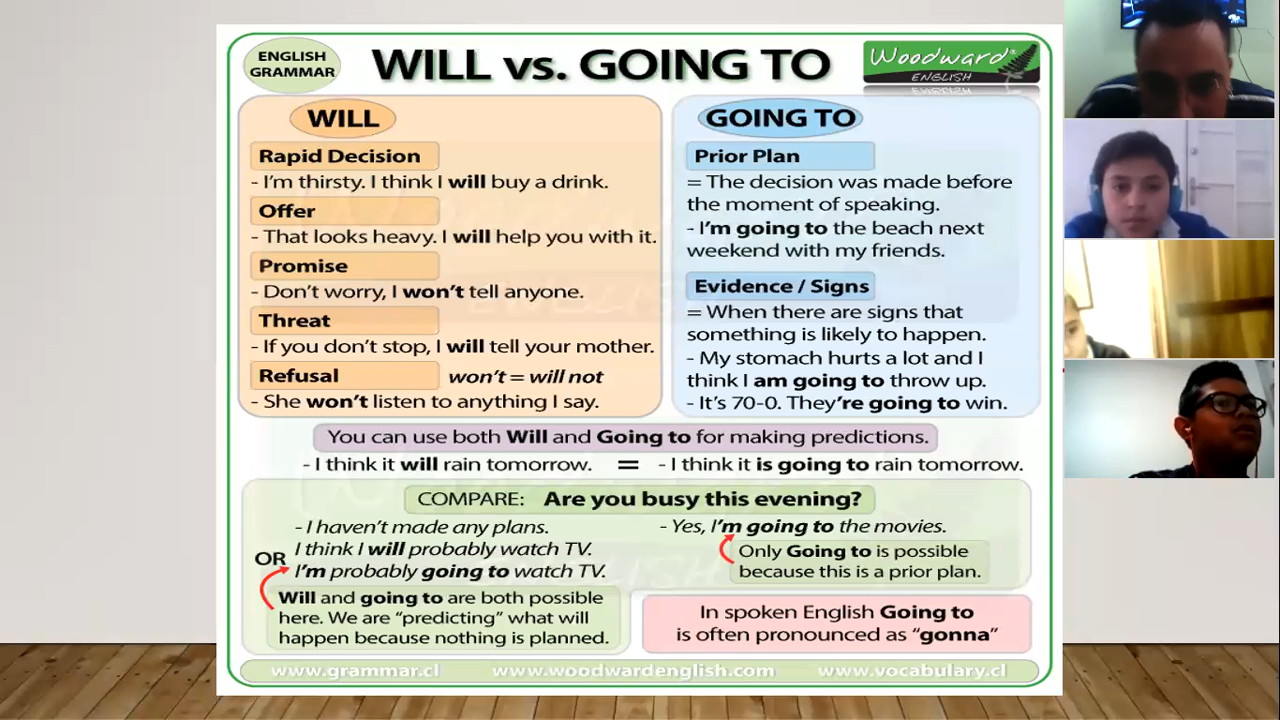 ENGLISH
GRAMMAR
WILL vs. GOING TO
Woodward®
ENGLISH
WILL
Rapid Decision
- I'm thirsty. I think I will buy a drink.
Offer
- That looks heavy. I will help you with it.
Promise
- Don't worry, I won't tell anyone.
Threat
- If you don't stop, I will tell your mother.
Refusal won't = will not
- She won't listen to anything I say.
GOING TO
Prior Plan
= The decision was made before
the moment of speaking.
- I'm going to the beach next
weekend with my friends.
Evidence / Signs
= When there are signs that
something is likely to happen.
- My stomach hurts a lot and I
think I am going to throw up.
- It's 70-0. They're going to win.
You can use both Will and Going to for making predictions.
- I think it will rain tomorrow. = - I think it is going to rain tomorrow.
COMPARE: Are you busy this evening?
- I haven't made any plans.
I think I will probably watch TV.
OR
I'm probably going to watch TV.
Will and going to are both possible
here. We are "predicting" what will
happen because nothing is planned.
- Yes, I'm going to the movies.
Only Going to is possible
because this is a prior plan.
In spoken English Going to
is often pronounced as "gonna"
www.grammar.cl www.woodwardenglish.com www.vocabulary.cl